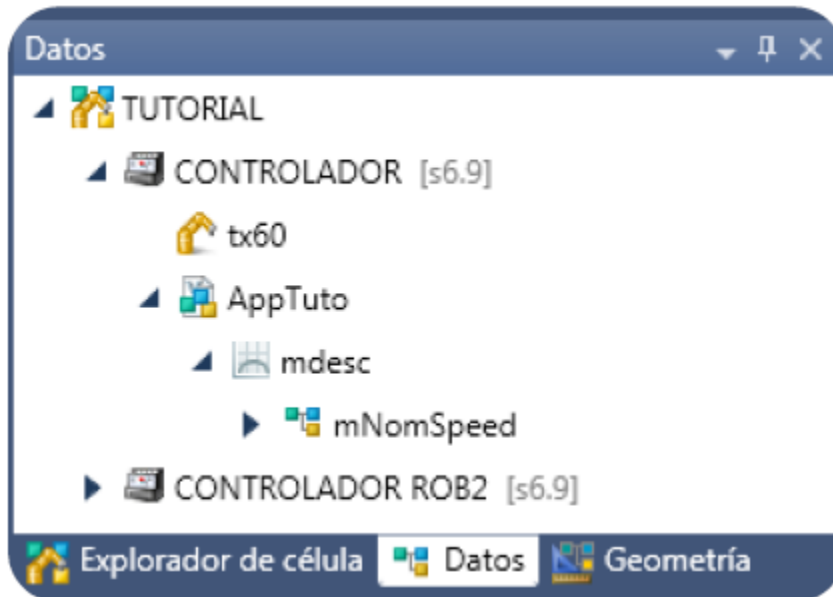 Datos
TUTORIAL
CONTROLADOR [s6.9]
tx60
AppTuto
mdesc
mNomSpeed
CONTROLADOR ROB2 [s6.9]
Explorador de célula Datos Geometría